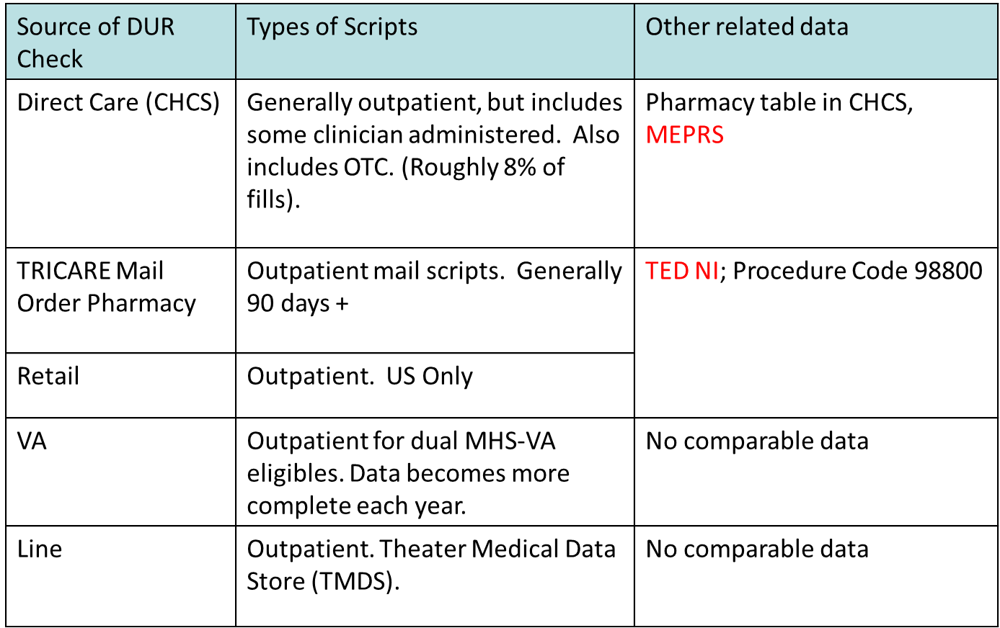 Source of DUR
Check
Types of Scripts
Other related data
Direct Care (CHCS)
Generally outpatient, but includes
some clinician administered.  Also
includes OTC. (Roughly 8% of
fills).
Pharmacy table in CHCS,
MEPRS
TRICARE Mail
Order Pharmacy
Outpatient mail scripts.  Generally
90 days +
TED NI; Procedure Code 98800
Retail
Outpatient.  US Only
VA
Outpatient for dual MHS-VA
eligibles. Data becomes more
complete each year.
No comparable data
Line
Outpatient. Theater Medical Data
Store (TMDS).
No comparable data